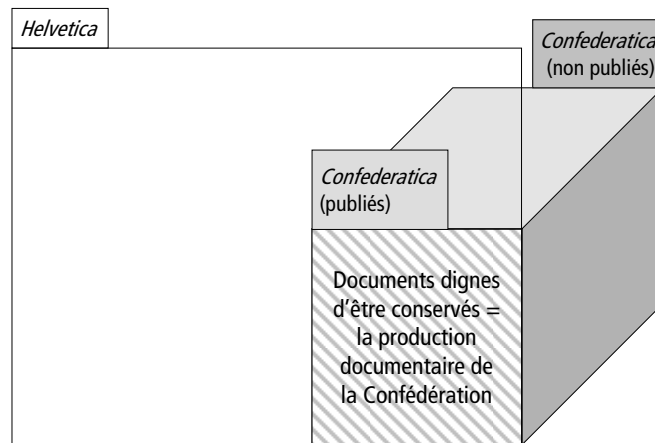 Helvetica
Confederatica
(non publiés)
Confederatica
(publiés)
Documents dignes
d’être conservés =
la production
documentaire de
la Confédération